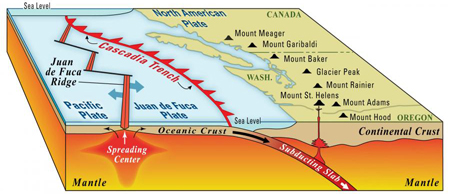 Sea Level
North American
Plate
CANADA
Mount Meager
Mount Garibaldi
Cascadia Trench
Mount Baker
Juan
de Fuca
Ridge
WASH.
Glacier Peak
Mount Rainier
Mount St. Helens
Mount Adams
Pacific
Plate
Juan de Fuca
Plate
Sea Level
Mount Hood
OREGON
Oceanic Crust
Continental Crust
Spreading
Center
Subducting Slab
Mantle
Mantle